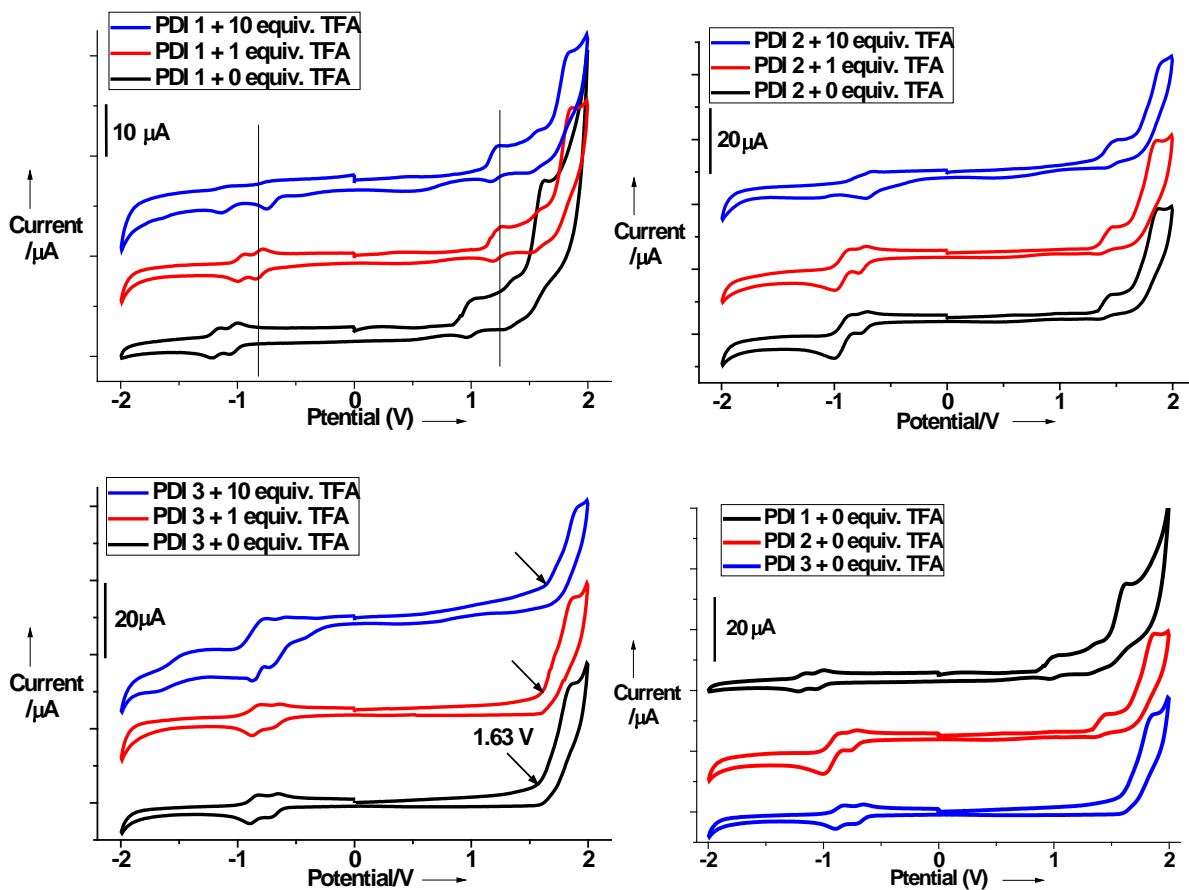 PDI 1 + 10 equiv. TFA
PDI 1 + 1 equiv. TFA
PDI 1 + 0 equiv. TFA
10 μA
Current
/μA
-2 -1 0 1 2
Ptential (V)
PDI 2 + 10 equiv. TFA
PDI 2 + 1 equiv. TFA
PDI 2 + 0 equiv. TFA
20μA
Current
/μA
-2 -1 0 1 2
Potential/V
PDI 3 + 10 equiv. TFA
PDI 3 + 1 equiv. TFA
PDI 3 + 0 equiv. TFA
20μA
Current
/μA
1.63 V
-2 -1 0 1 2
Potential/V
PDI 1 + 0 equiv. TFA
PDI 2 + 0 equiv. TFA
PDI 3 + 0 equiv. TFA
20 μA
Current
/μA
-2 -1 0 1 2
Ptential (V)